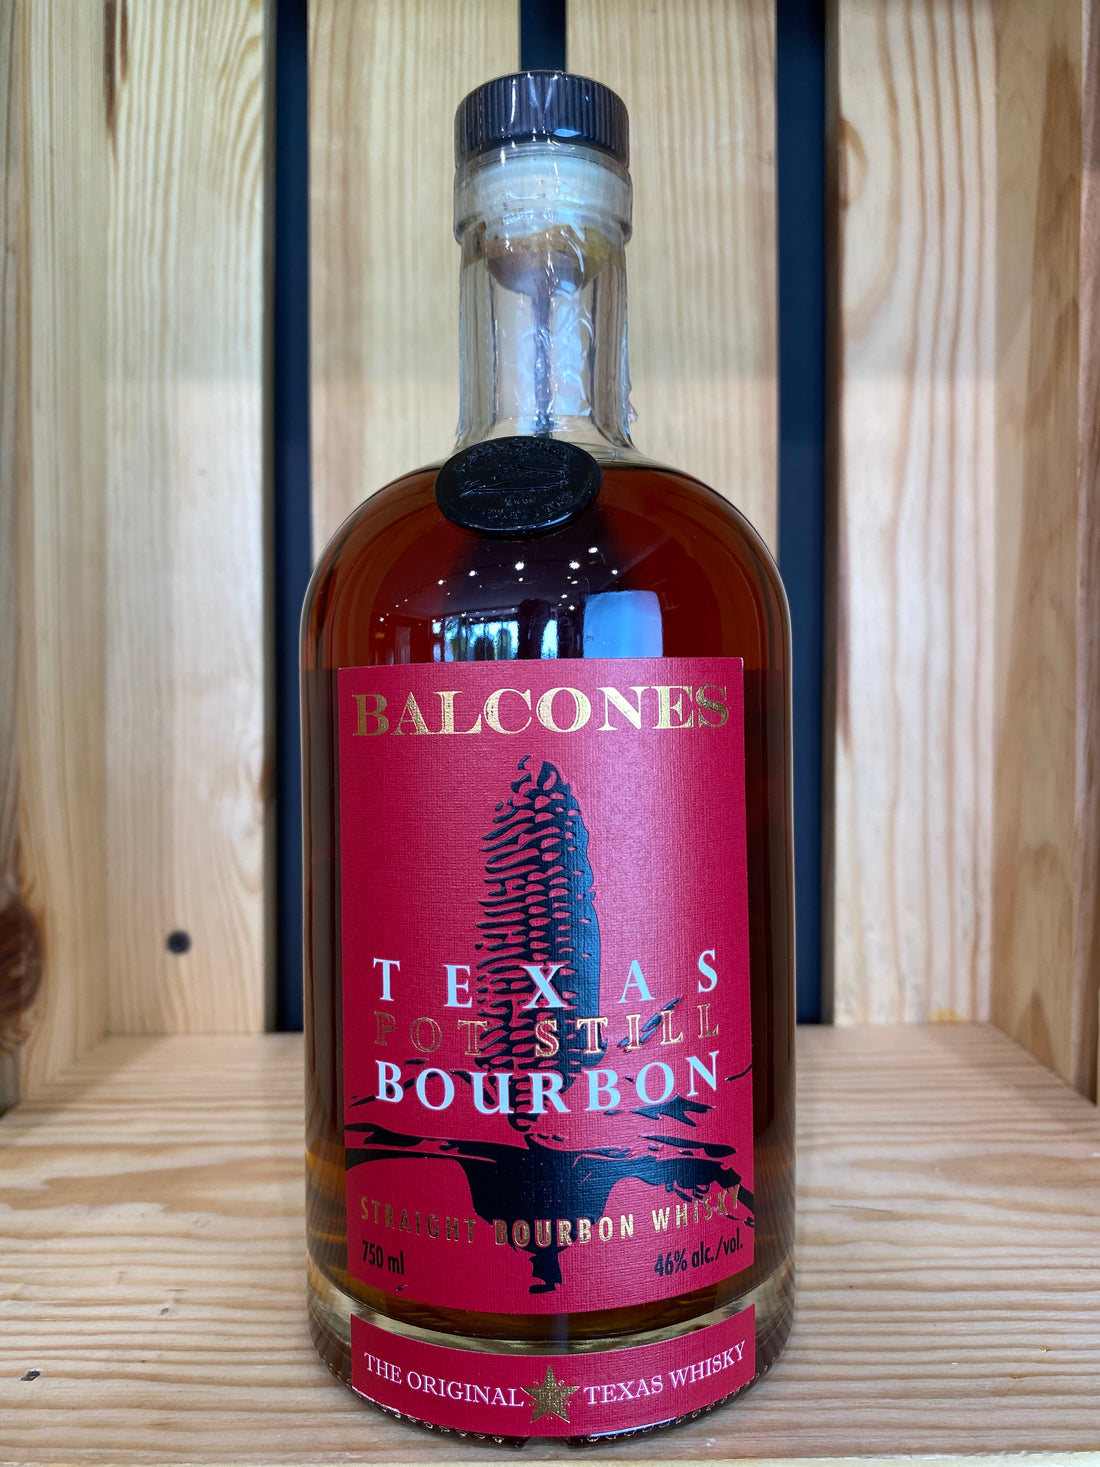 BALCONES
TEXAS
POT STILL
BOURBON
STRAIGHT BOURBON WHISKY
750 ml 46% alc./vol.
THE ORIGINAL TEXAS WHISKY